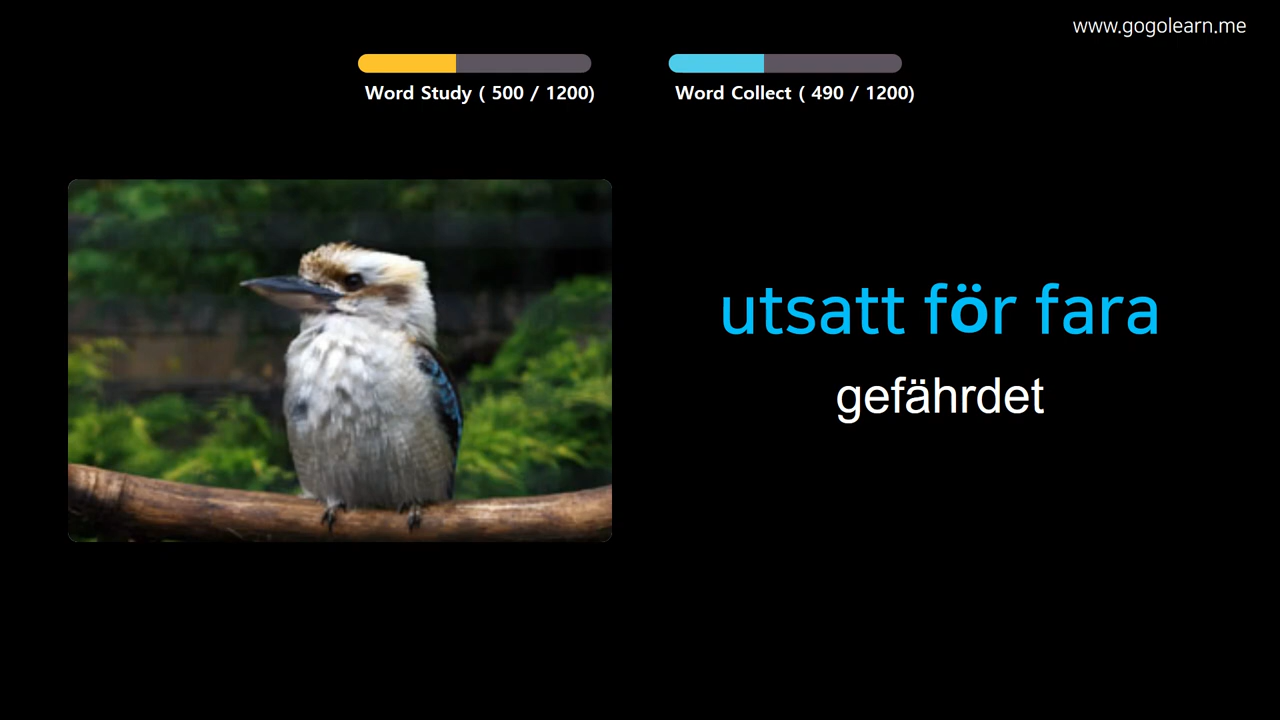 www.gogolearn.me
Word Study ( 500 / 1200)
Word Collect ( 490 / 1200)
utsatt för fara
gefährdet